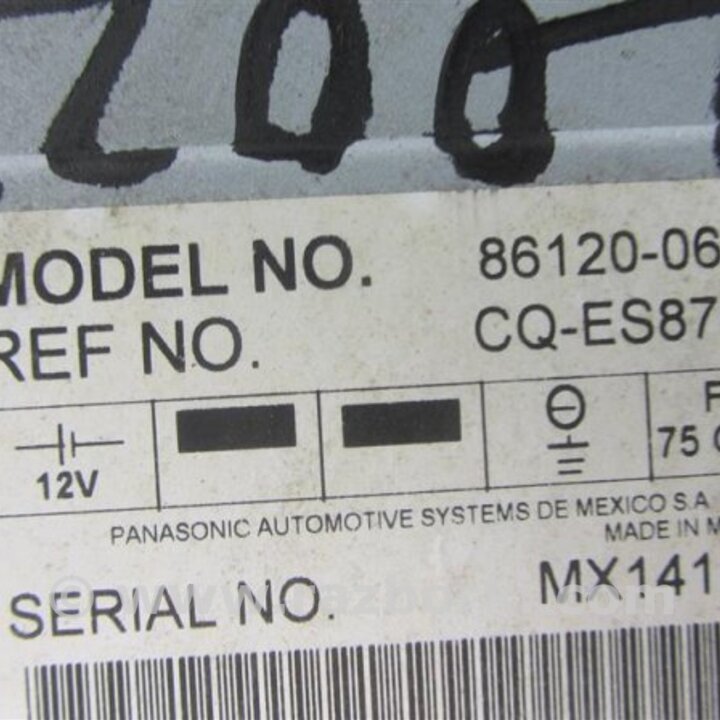 200
MODEL NO. 86120-06
REF NO. CQ-ES87
12V
75
PANASONIC AUTOMOTIVE SYSTEMS DE MEXICO S.A
MADE IN M
SERIAL NO. MX141